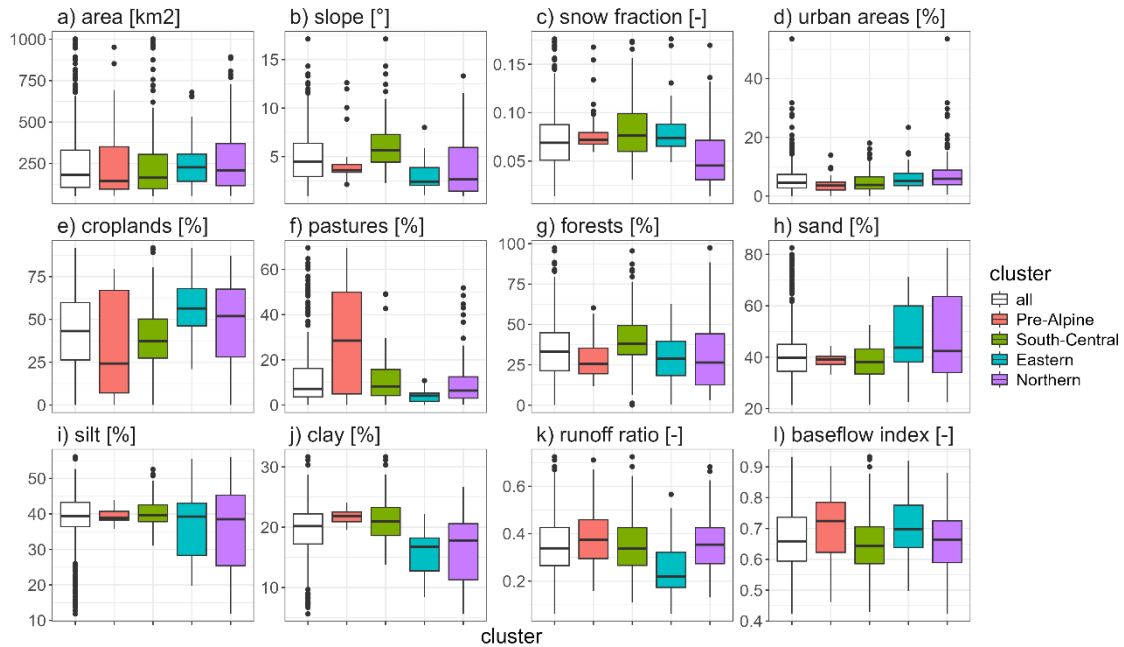 a) area [km2]
b) slope [°]
c) snow fraction [-]
d) urban areas [%]
1000
750
500
250
15
10
5
0.15
0.10
0.05
40
20
0
e) croplands [%]
f) pastures [%]
g) forests [%]
h) sand [%]
75
50
25
0
60
40
20
0
100
75
50
25
0
80
60
40
20
cluster
all
Pre-Alpine
South-Central
Eastern
Northern
i) silt [%]
j) clay [%]
k) runoff ratio [-]
l) baseflow index [-]
50
40
30
20
10
30
20
10
0.6
0.4
0.2
0.9
0.8
0.7
0.6
0.5
0.4
cluster